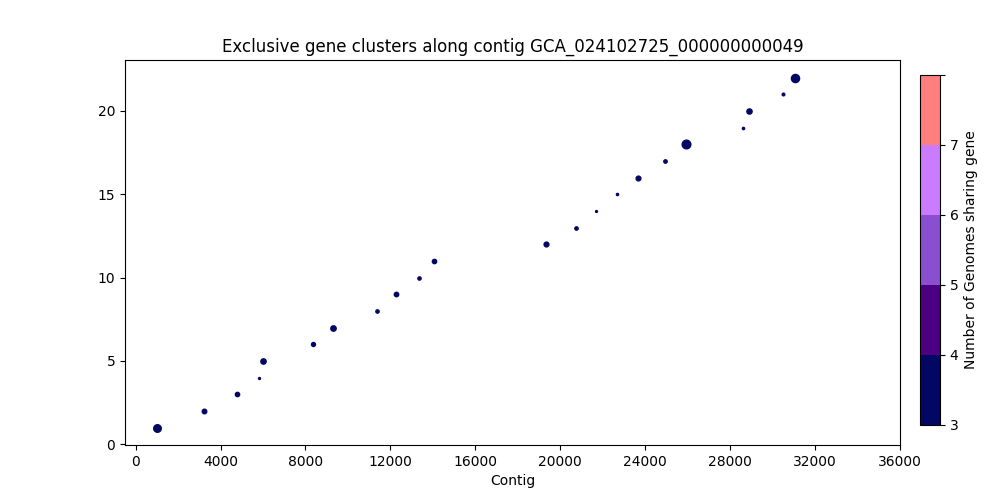 Exclusive gene clusters along contig GCA_024102725_000000000049
20
15
10
5
0
0 4000 8000 12000 16000 20000 24000 28000 32000 36000
Contig
7
6
5
4
3
Number of Genomes sharing gene